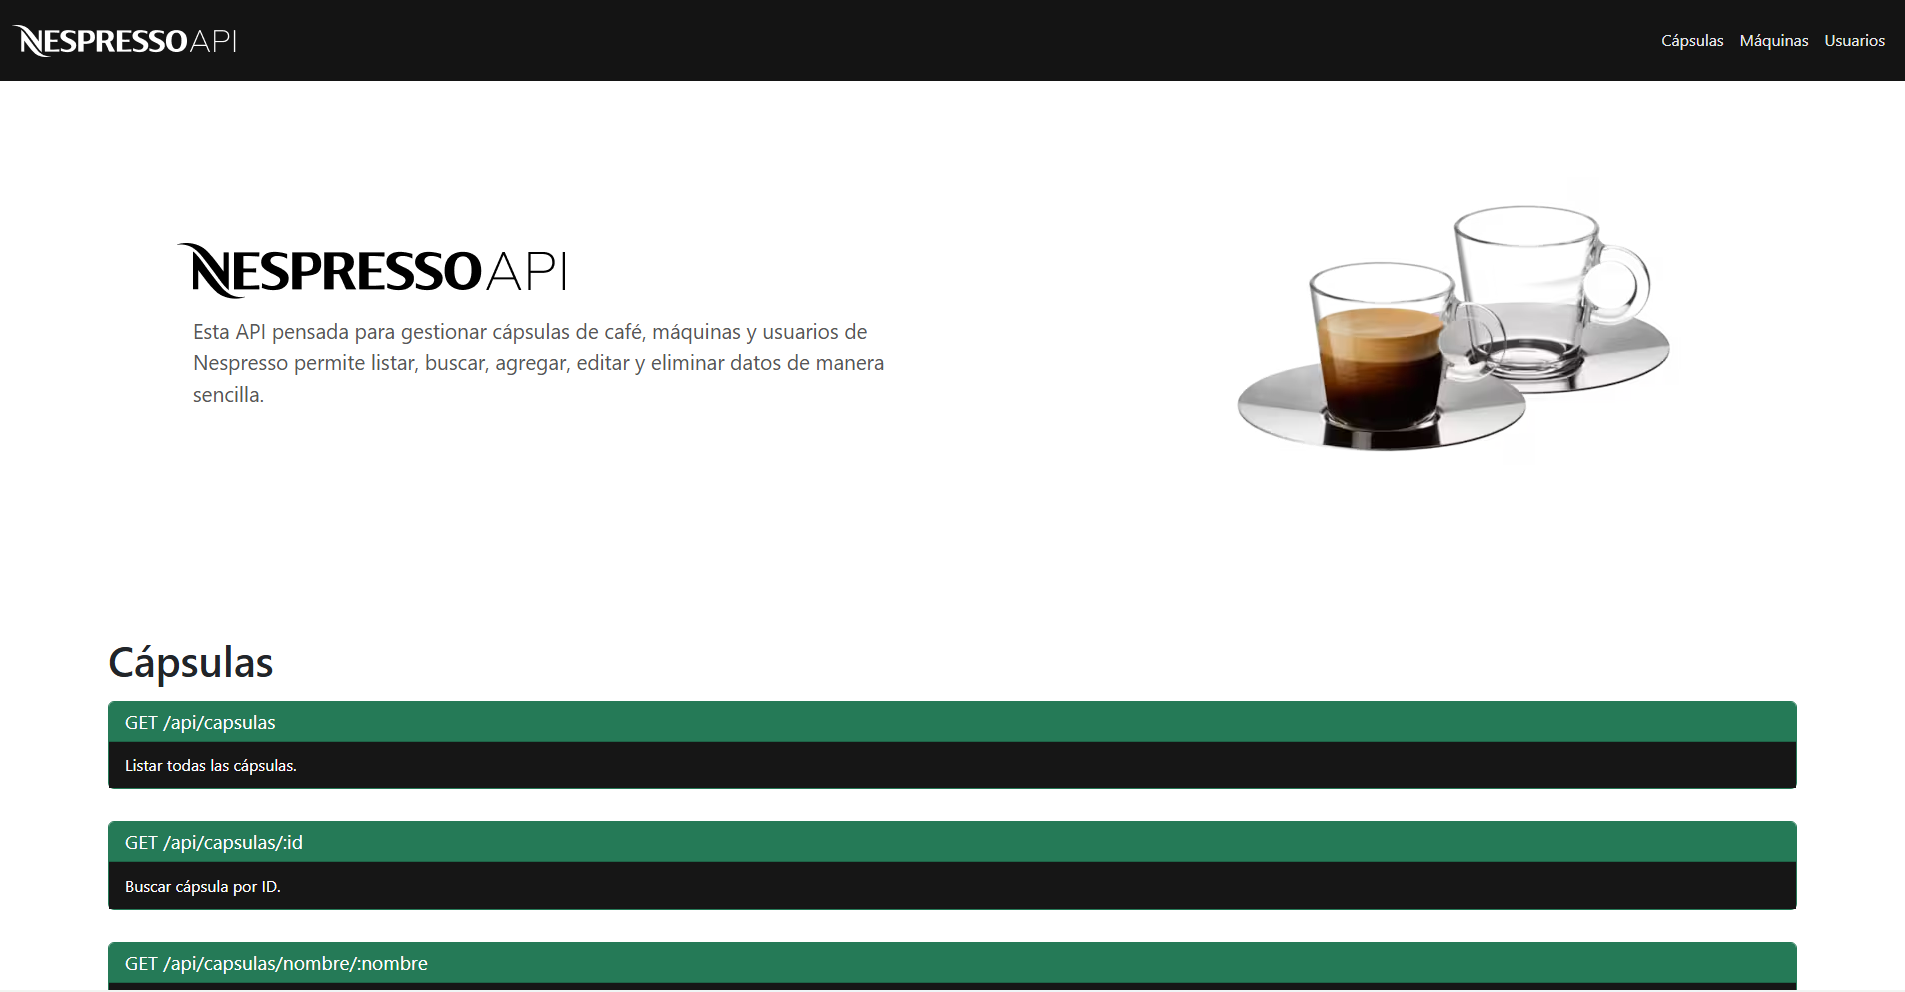 NESPRESSO API
Cápsulas Máquinas Usuarios
NESPRESSO API
Esta API pensada para gestionar cápsulas de café, máquinas y usuarios de
Nespresso permite listar, buscar, agregar, editar y eliminar datos de manera
sencilla.
Cápsulas
GET /api/capsulas
Listar todas las cápsulas.
GET /api/capsulas/:id
Buscar cápsula por ID.
GET /api/capsulas/nombre/:nombre